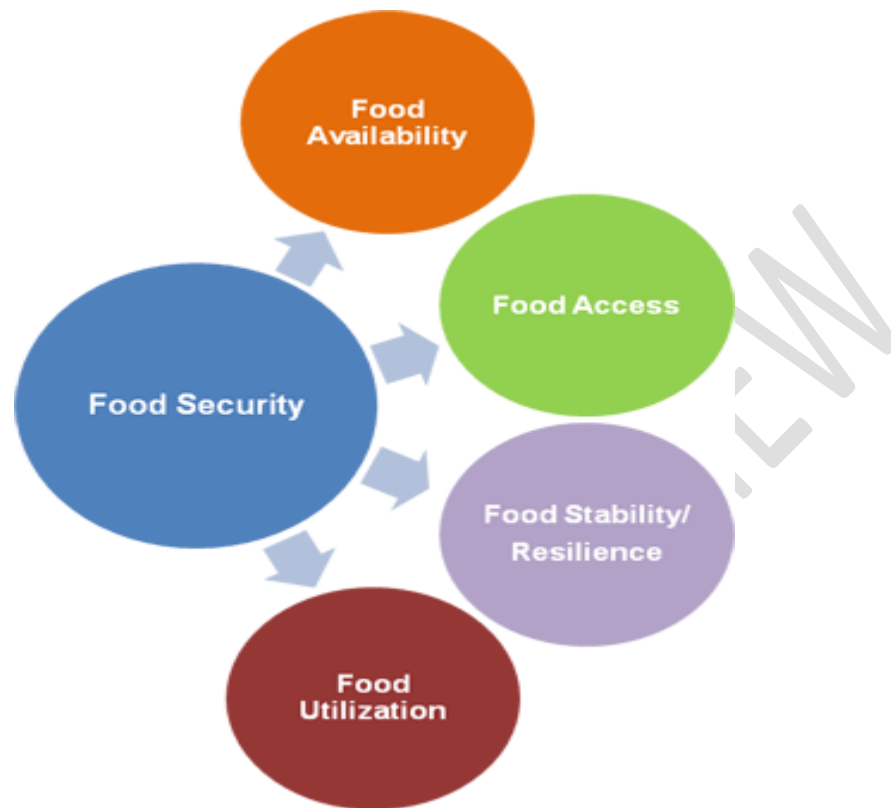 Food
Availability
Food Access
Food Security
Food Stability/
Resilience
Food
Utilization